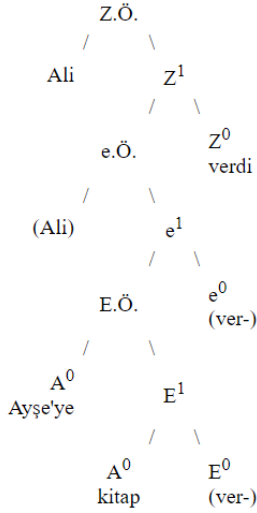 Z.Ö.
/ \
Ali Z¹
/ \
e.Ö. Z⁰
verdi
/ \
(Ali) e¹
/ \
E.Ö. e⁰
(ver-)
/ \
A⁰ E¹
Ayşe'ye
/ \
A⁰ E⁰
kitap (ver-)